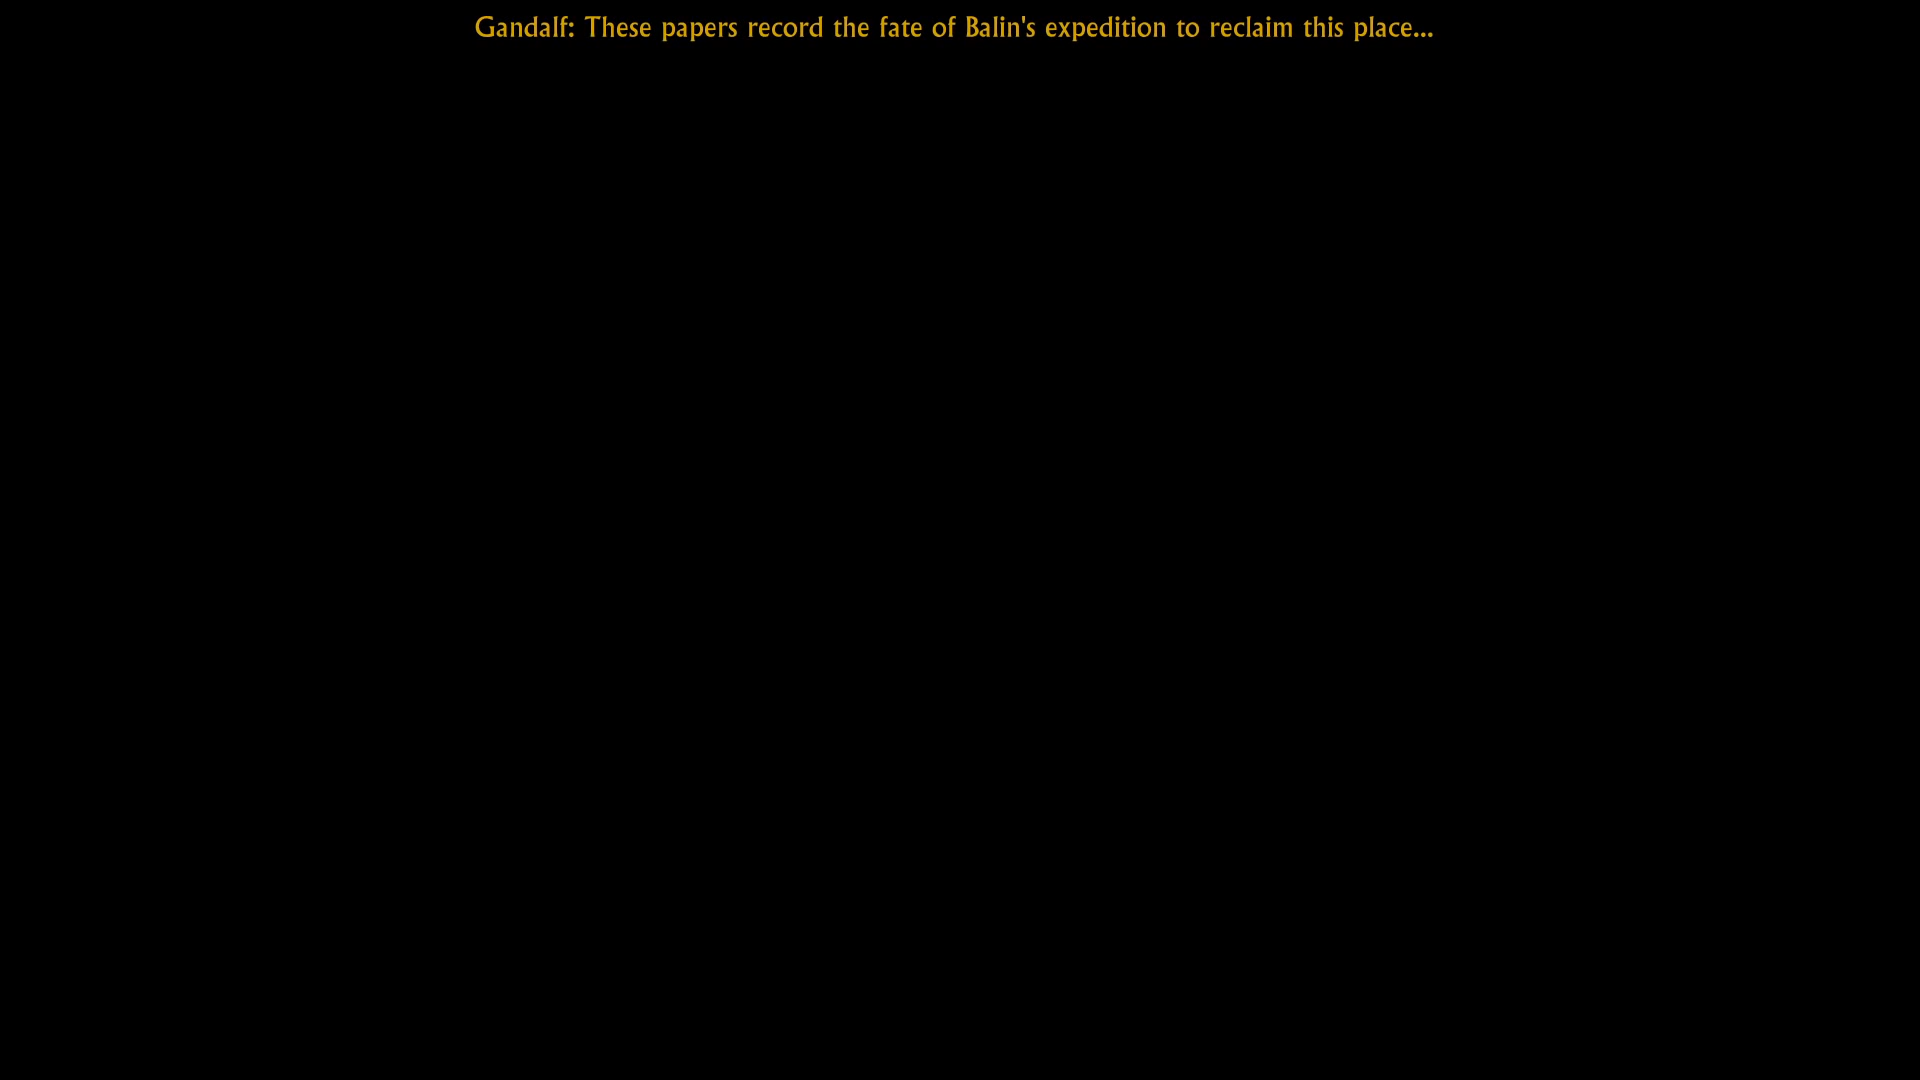 Gandalf: These papers record the fate of Balin's expedition to reclaim this place...